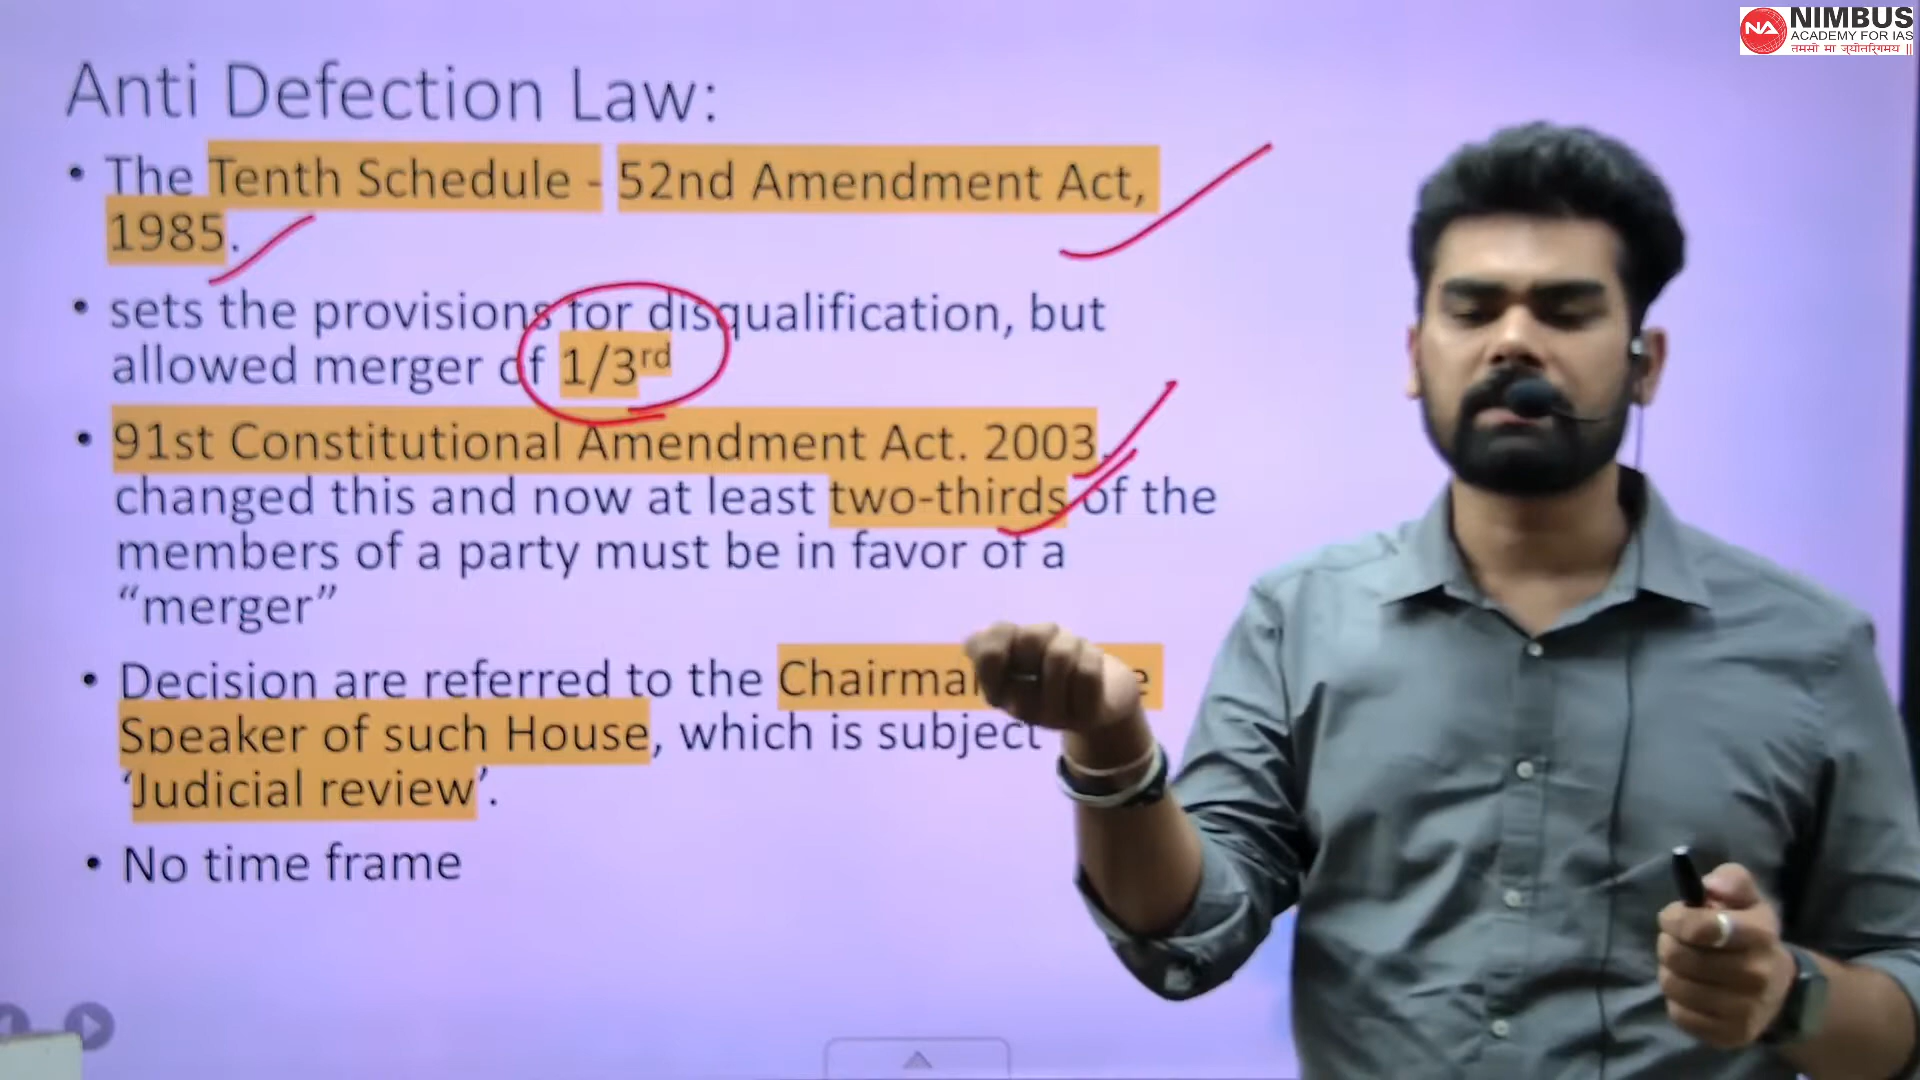 NIMBUS
ACADEMY FOR IAS
तमसो मा ज्योतिर्गमय ||
Anti Defection Law:
• The Tenth Schedule - 52nd Amendment Act,
1985.
• sets the provisions for disqualification, but
allowed merger of 1/3rd
• 91st Constitutional Amendment Act. 2003,
changed this and now at least two-thirds of the
members of a party must be in favor of a
“merger”
• Decision are referred to the
Speaker of such House, which is subject
‘Judicial review’.
• No time frame